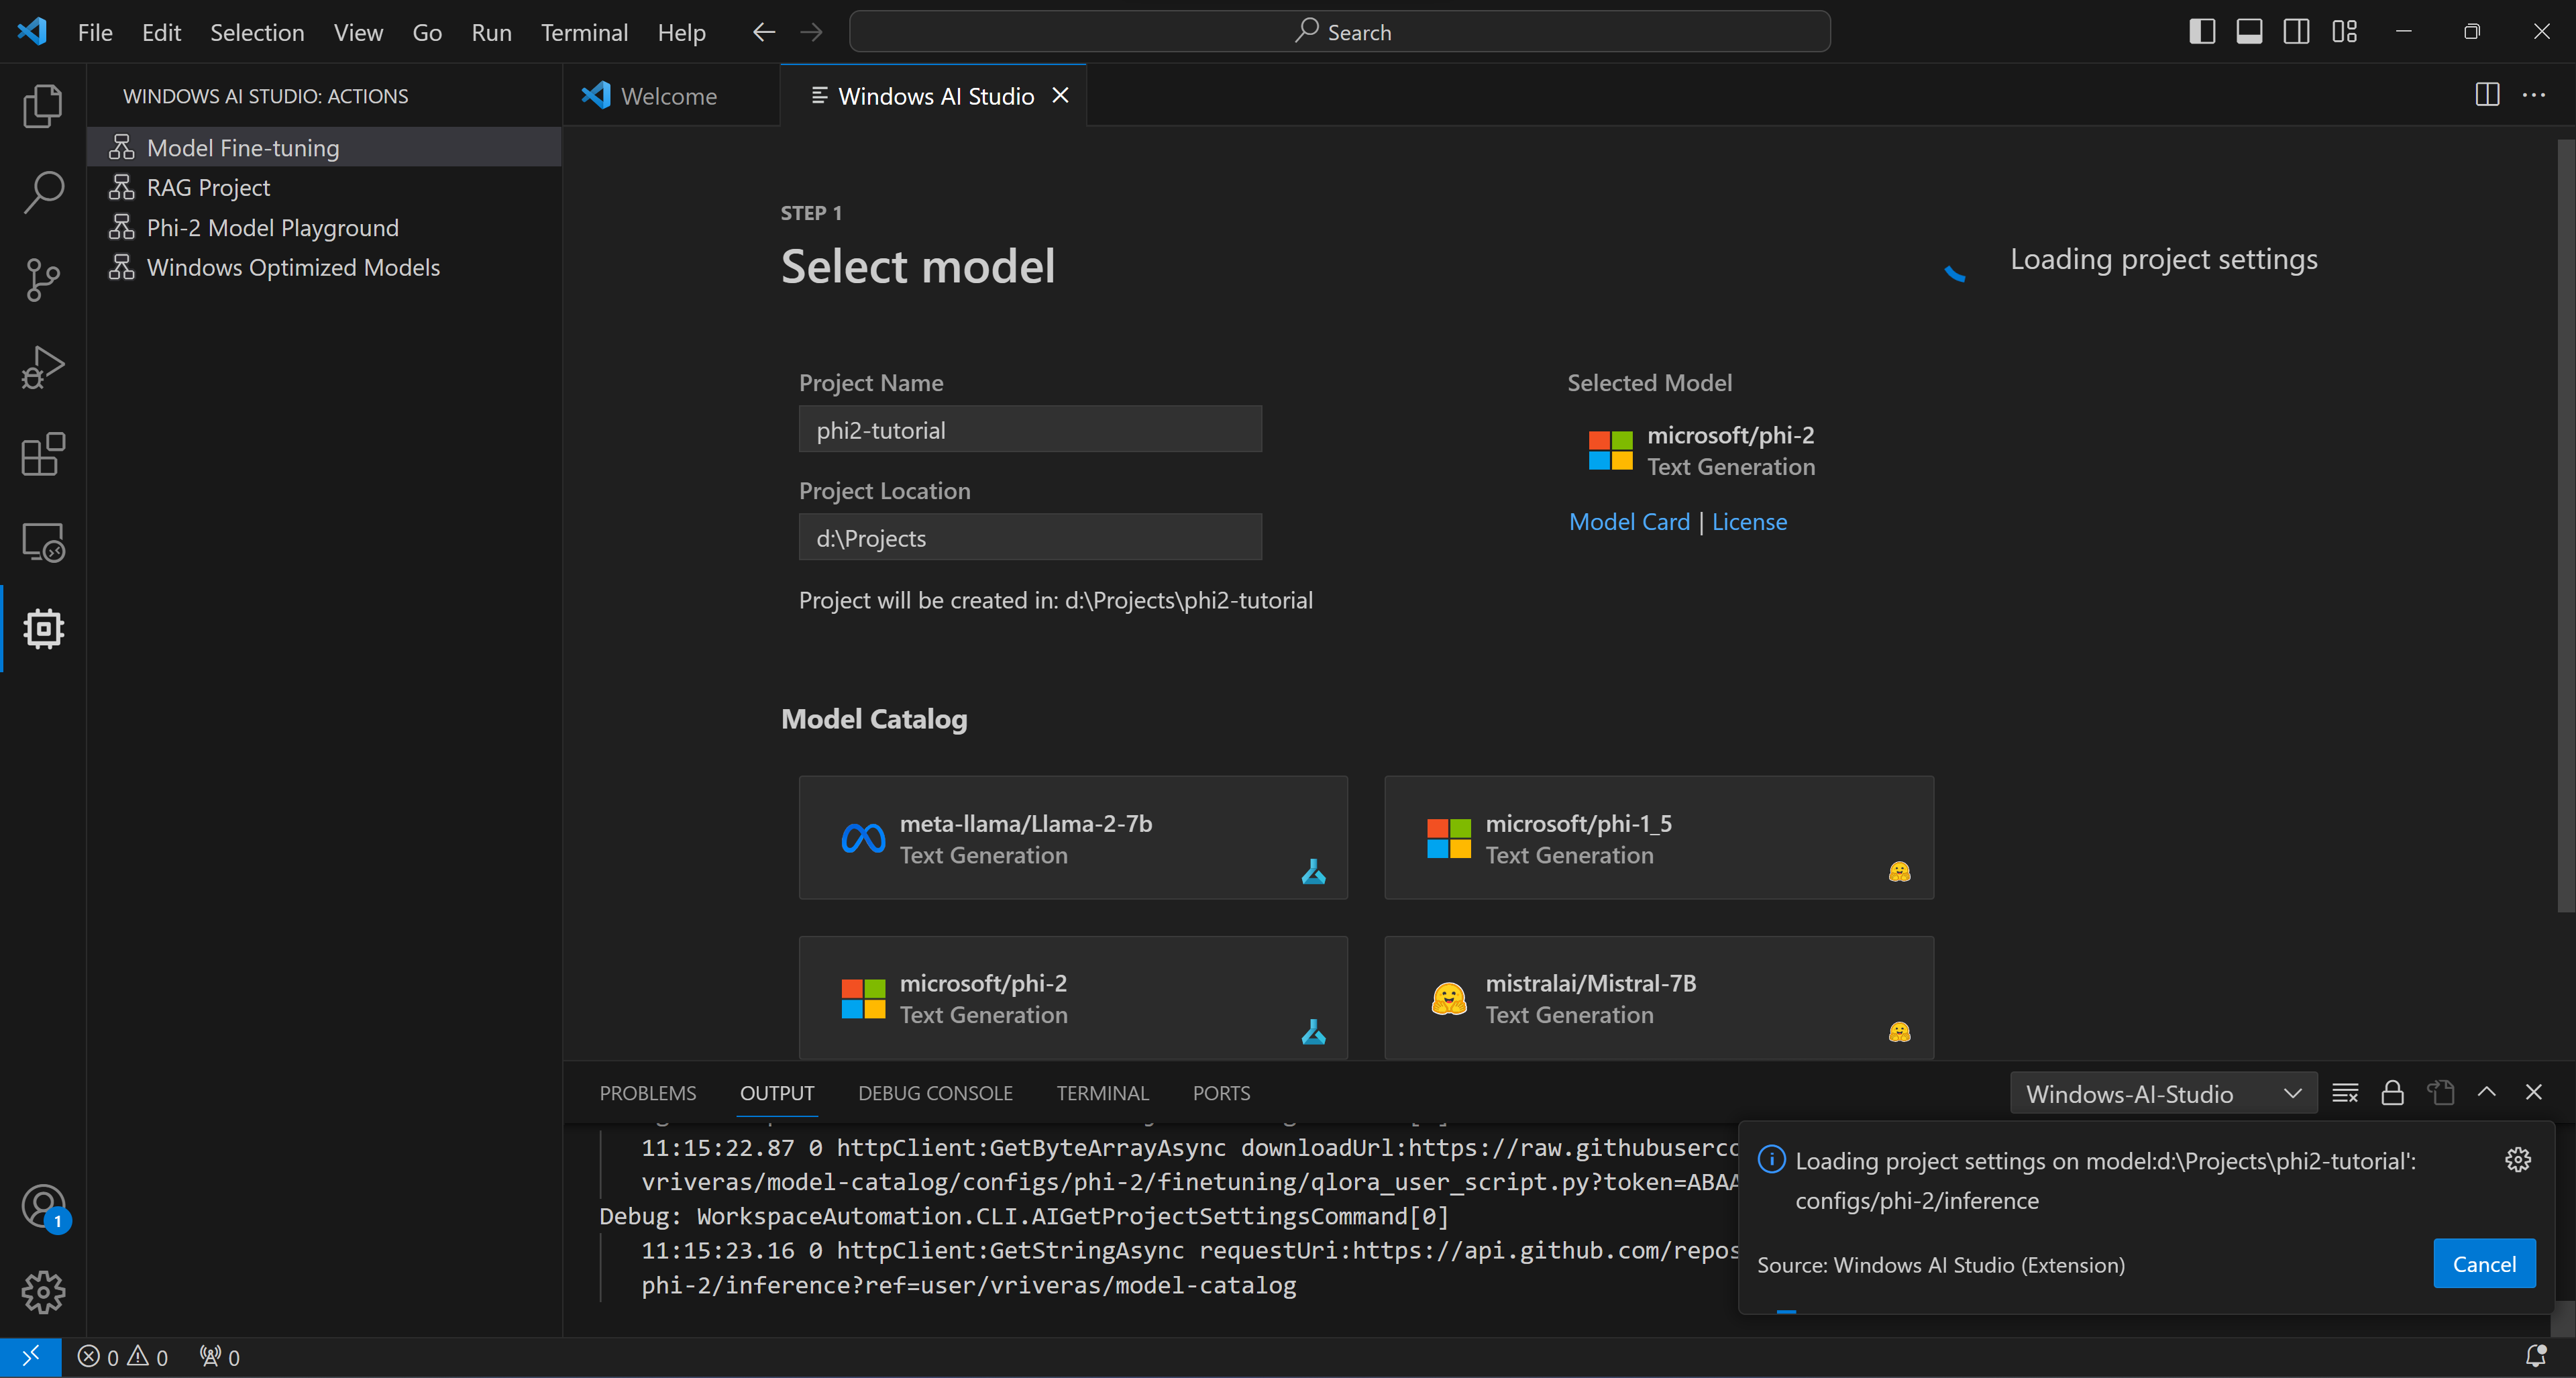 File Edit Selection View Go Run Terminal Help
Search
WINDOWS AI STUDIO: ACTIONS
Model Fine-tuning
RAG Project
Phi-2 Model Playground
Windows Optimized Models
Welcome
Windows AI Studio
STEP 1
Select model
Loading project settings
Project Name
phi2-tutorial
Project Location
d:\Projects
Project will be created in: d:\Projects\phi2-tutorial
Selected Model
microsoft/phi-2
Text Generation
Model Card | License
Model Catalog
meta-llama/Llama-2-7b
Text Generation
microsoft/phi-1_5
Text Generation
microsoft/phi-2
Text Generation
mistralai/Mistral-7B
Text Generation
PROBLEMS OUTPUT DEBUG CONSOLE TERMINAL PORTS
Windows-AI-Studio
11:15:22.87 0 httpClient:GetByteArrayAsync downloadUrl:https://raw.githubuserco
vriveras/model-catalog/configs/phi-2/finetuning/qlora_user_script.py?token=ABAA
Debug: WorkspaceAutomation.CLI.AIGetProjectSettingsCommand[0]
11:15:23.16 0 httpClient:GetStringAsync requestUri:https://api.github.com/repos
phi-2/inference?ref=user/vriveras/model-catalog
Loading project settings on model:d:\Projects\phi2-tutorial':
configs/phi-2/inference
Source: Windows AI Studio (Extension)
Cancel
1
0 0 0